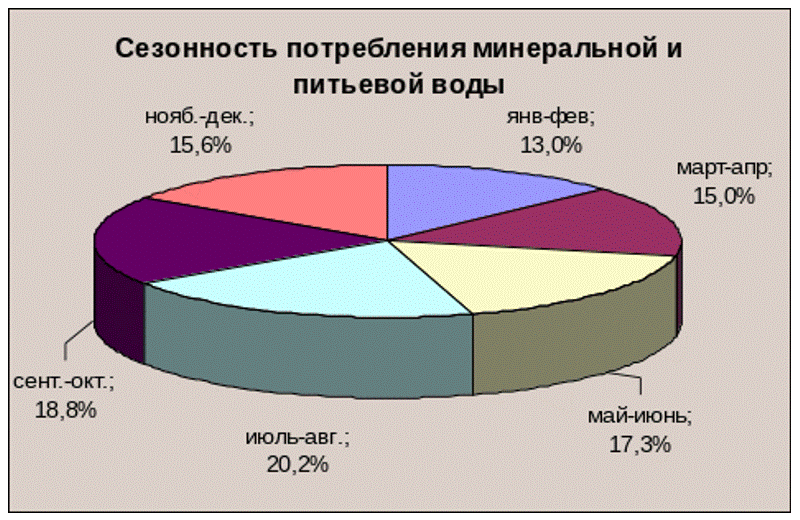 Сезонность потребления минеральной и
питьевой воды
нояб.-дек.;
15,6%
янв-фев;
13,0%
март-апр;
15,0%
сент.-окт.;
18,8%
июль-авг.;
20,2%
май-июнь;
17,3%